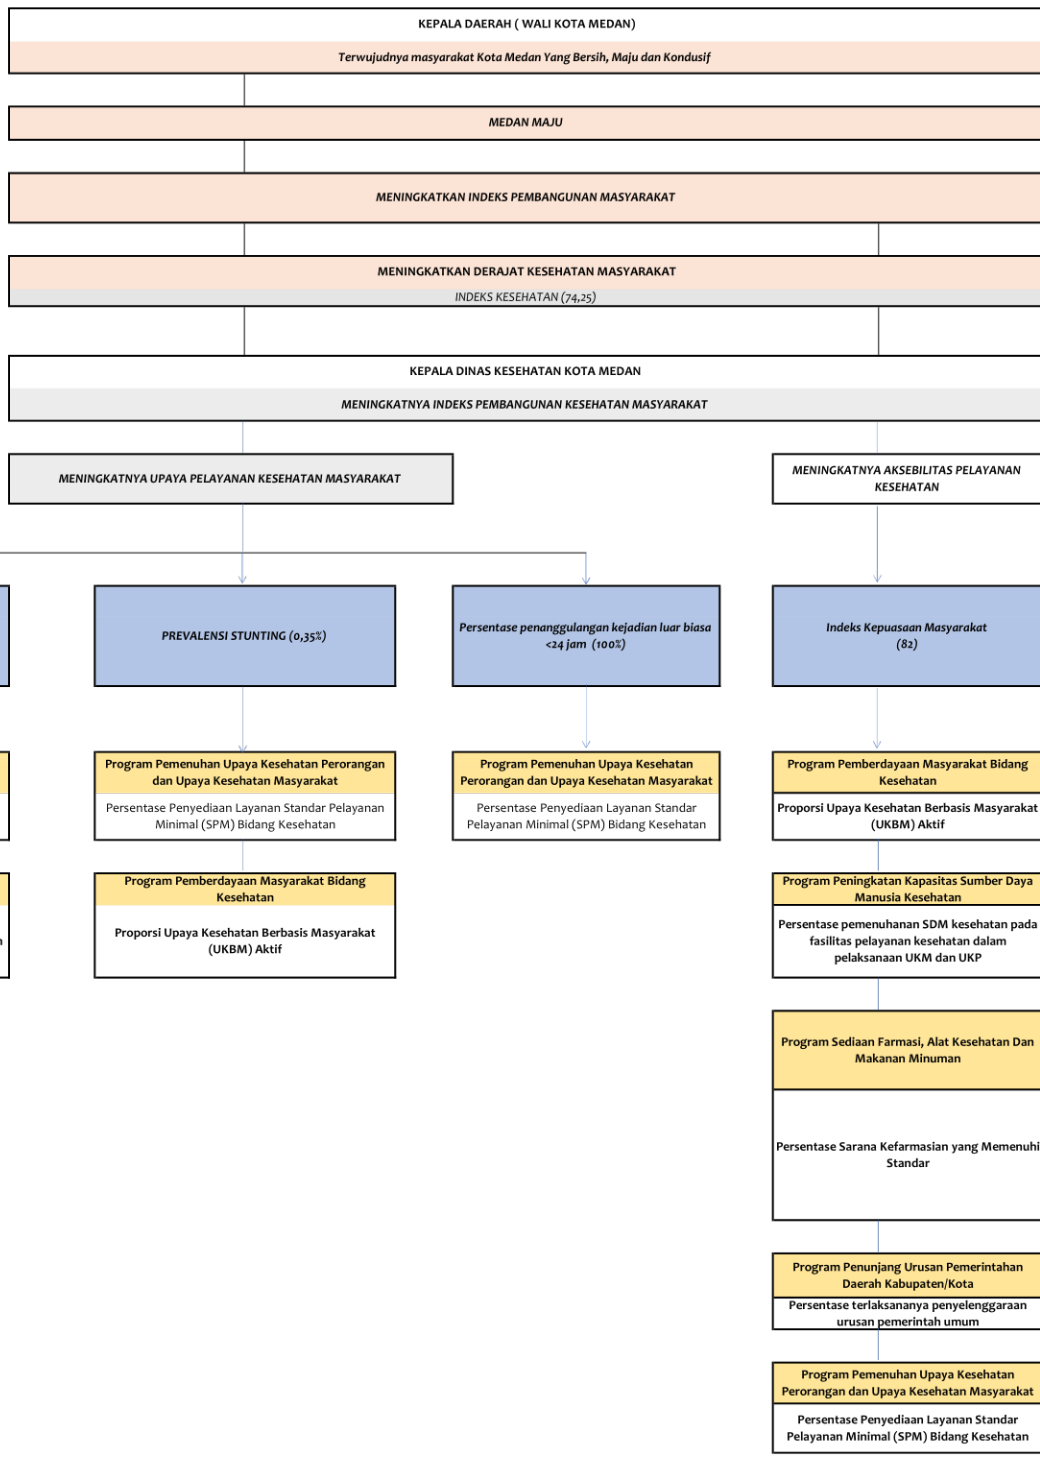 KEPALA DAERAH ( WALI KOTA MEDAN)
Terwujudnya masyarakat Kota Medan Yang Bersih, Maju dan Kondusif
MEDAN MAJU
MENINGKATKAN INDEKS PEMBANGUNAN MASYARAKAT
MENINGKATKAN DERAJAT KESEHATAN MASYARAKAT
INDEKS KESEHATAN (74,25)
KEPALA DINAS KESEHATAN KOTA MEDAN
MENINGKATNYA INDEKS PEMBANGUNAN KESEHATAN MASYARAKAT
MENINGKATNYA UPAYA PELAYANAN KESEHATAN MASYARAKAT
MENINGKATNYA AKSEBILITAS PELAYANAN
KESEHATAN
PREVALENSI STUNTING (0,35%)
Persentase penanggulangan kejadian luar biasa
<24 jam (100%)
Indeks Kepuasaan Masyarakat
(82)
Program Pemenuhan Upaya Kesehatan Perorangan
dan Upaya Kesehatan Masyarakat
Persentase Penyediaan Layanan Standar Pelayanan
Minimal (SPM) Bidang Kesehatan
Program Pemenuhan Upaya Kesehatan
Perorangan dan Upaya Kesehatan Masyarakat
Persentase Penyediaan Layanan Standar
Pelayanan Minimal (SPM) Bidang Kesehatan
Program Pemberdayaan Masyarakat Bidang
Kesehatan
Proporsi Upaya Kesehatan Berbasis Masyarakat
(UKBM) Aktif
Program Pemberdayaan Masyarakat Bidang
Kesehatan
Proporsi Upaya Kesehatan Berbasis Masyarakat
(UKBM) Aktif
Program Peningkatan Kapasitas Sumber Daya
Manusia Kesehatan
Persentase pemenuhanan SDM kesehatan pada
fasilitas pelayanan kesehatan dalam
pelaksanaan UKM dan UKP
Program Sediaan Farmasi, Alat Kesehatan Dan
Makanan Minuman
Persentase Sarana Kefarmasian yang Memenuhi
Standar
Program Penunjang Urusan Pemerintahan
Daerah Kabupaten/Kota
Persentase terlaksananya penyelenggaraan
urusan pemerintah umum
Program Pemenuhan Upaya Kesehatan
Perorangan dan Upaya Kesehatan Masyarakat
Persentase Penyediaan Layanan Standar
Pelayanan Minimal (SPM) Bidang Kesehatan